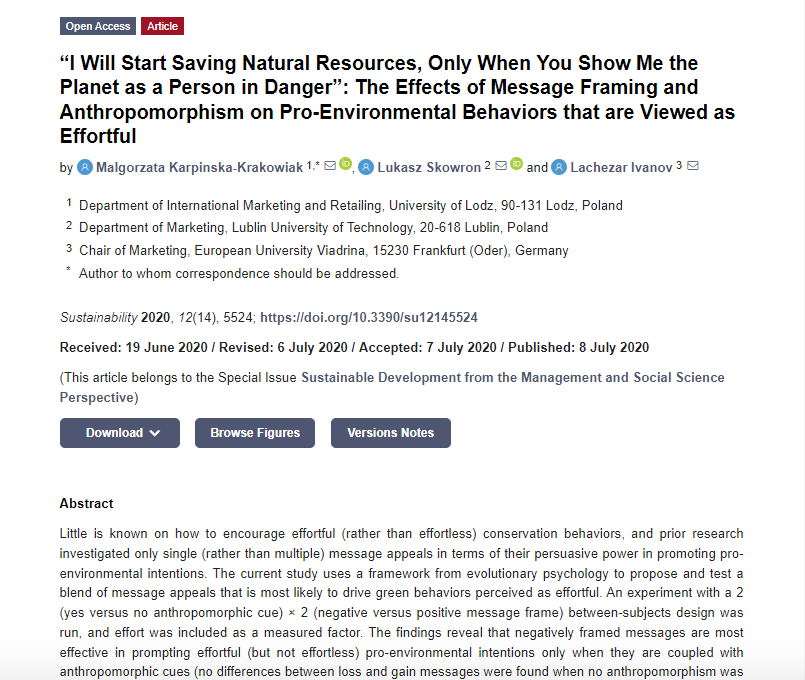 Open Access Article
“I Will Start Saving Natural Resources, Only When You Show Me the
Planet as a Person in Danger”: The Effects of Message Framing and
Anthropomorphism on Pro-Environmental Behaviors that are Viewed as
Effortful
by Malgorzata Karpinska-Krakowiak 1,* iD, Lukasz Skowron 2 iD and Lachezar Ivanov 3
1 Department of International Marketing and Retailing, University of Lodz, 90-131 Lodz, Poland
2 Department of Marketing, Lublin University of Technology, 20-618 Lublin, Poland
3 Chair of Marketing, European University Viadrina, 15230 Frankfurt (Oder), Germany
* Author to whom correspondence should be addressed.
Sustainability 2020, 12(14), 5524; https://doi.org/10.3390/su12145524
Received: 19 June 2020 / Revised: 6 July 2020 / Accepted: 7 July 2020 / Published: 8 July 2020
(This article belongs to the Special Issue Sustainable Development from the Management and Social Science
Perspective)
Download Browse Figures Versions Notes
Abstract
Little is known on how to encourage effortful (rather than effortless) conservation behaviors, and prior research
investigated only single (rather than multiple) message appeals in terms of their persuasive power in promoting pro-
environmental intentions. The current study uses a framework from evolutionary psychology to propose and test a
blend of message appeals that is most likely to drive green behaviors perceived as effortful. An experiment with a 2
(yes versus no anthropomorphic cue) × 2 (negative versus positive message frame) between-subjects design was
run, and effort was included as a measured factor. The findings reveal that negatively framed messages are most
effective in prompting effortful (but not effortless) pro-environmental intentions only when they are coupled with
anthropomorphic cues (no differences between loss and gain messages were found when no anthropomorphism was